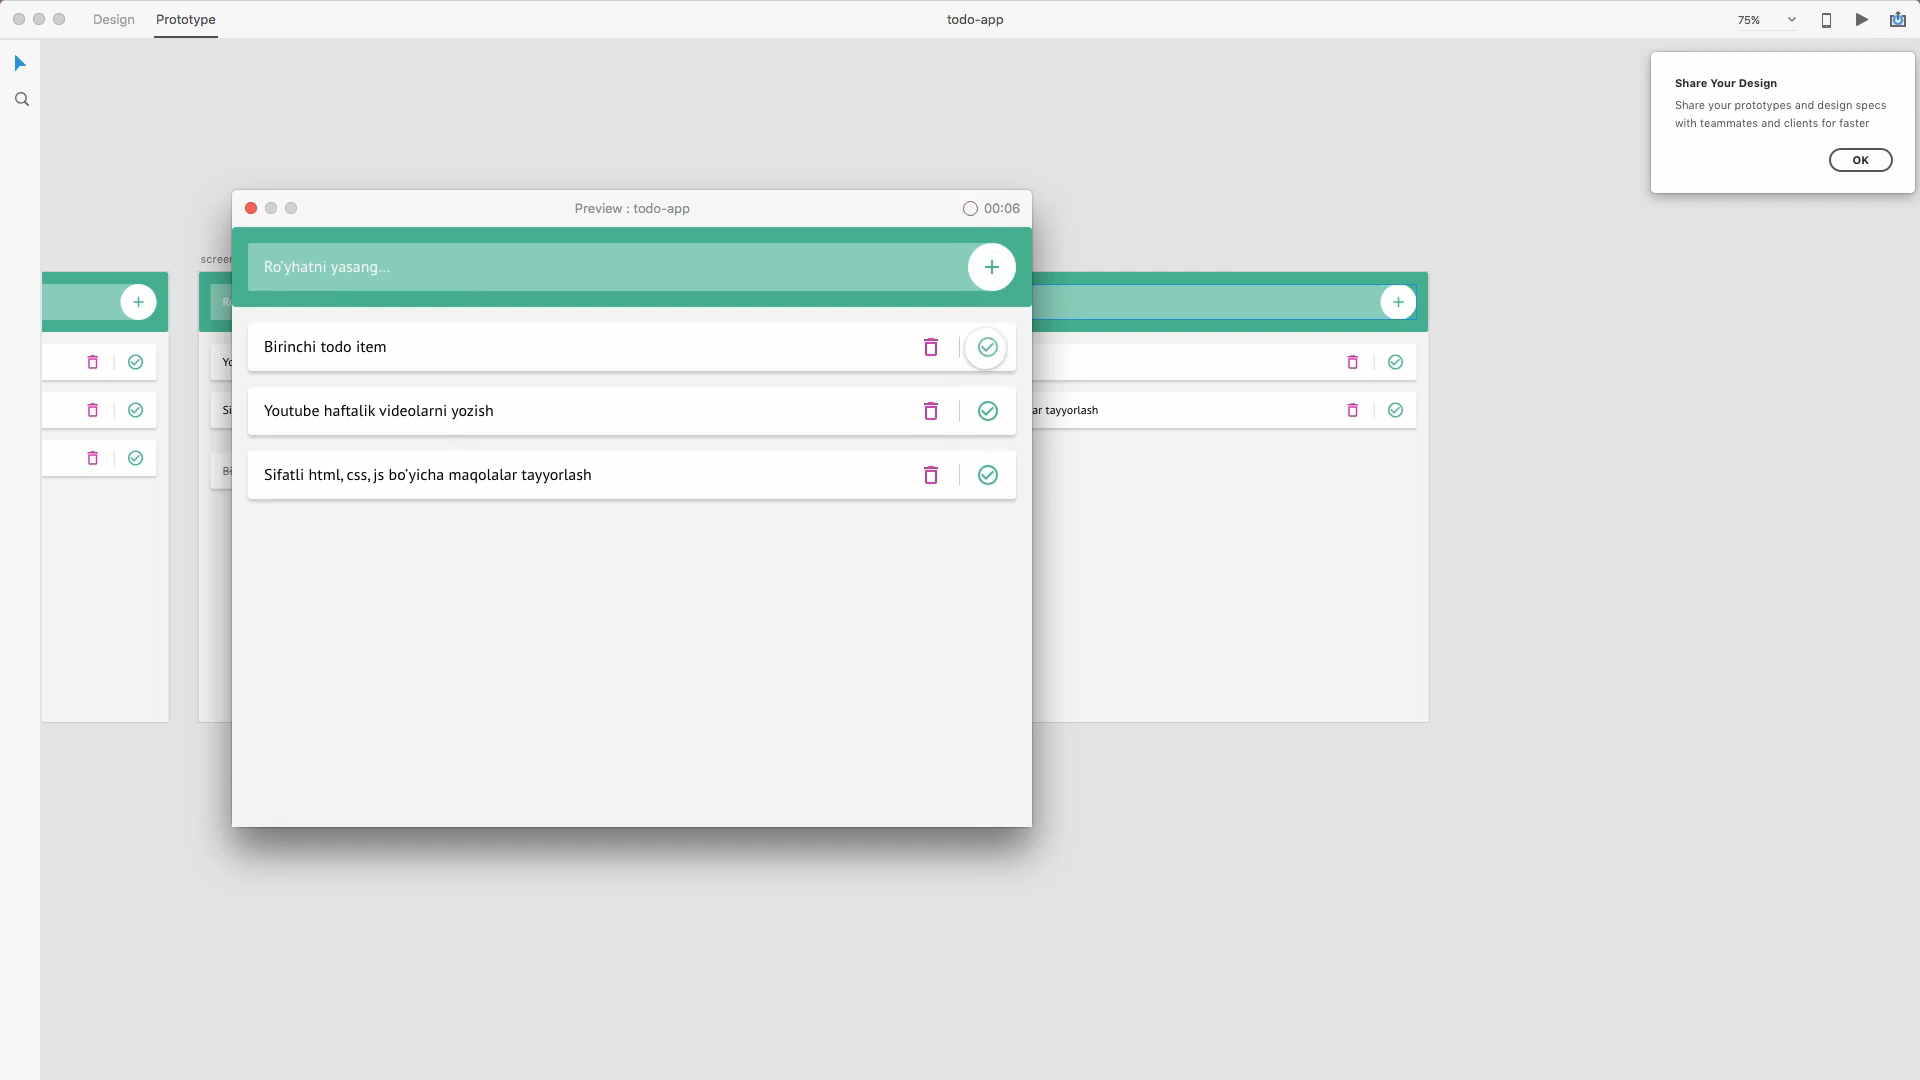 Design
Prototype
todo-app
75%
Share Your Design
Share your prototypes and design specs
with teammates and clients for faster
OK
Preview : todo-app
00:06
Ro'yhatni yasang...
Birinchi todo item
Youtube haftalik videolarni yozish
Sifatli html, css, js bo'yicha maqolalar tayyorlash
tayyorlash